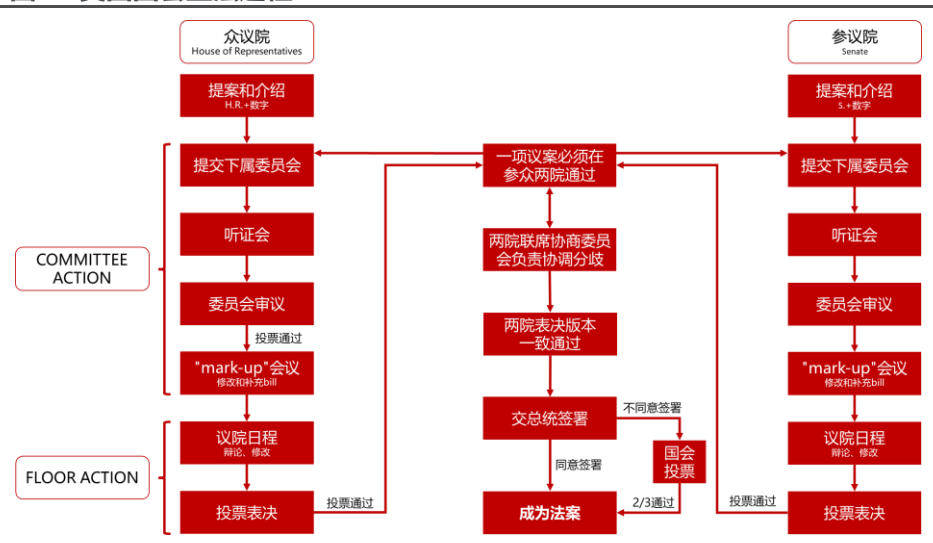 众议院
House of Representatives
提案和介绍
H.R.+数字
提交下属委员会
听证会
委员会审议
投票通过
"mark-up"会议
修改和补充bill
议院日程
辩论、修改
投票表决
投票通过
COMMITTEE
ACTION
FLOOR ACTION
一项议案必须在
参众两院通过
两院联席协商委员
会负责协调分歧
两院表决版本
一致通过
交总统签署
不同意签署
国会
投票
同意签署
2/3通过
成为法案
参议院
Senate
提案和介绍
S.+数字
提交下属委员会
听证会
委员会审议
"mark-up"会议
修改和补充bill
议院日程
辩论、修改
投票表决
投票通过